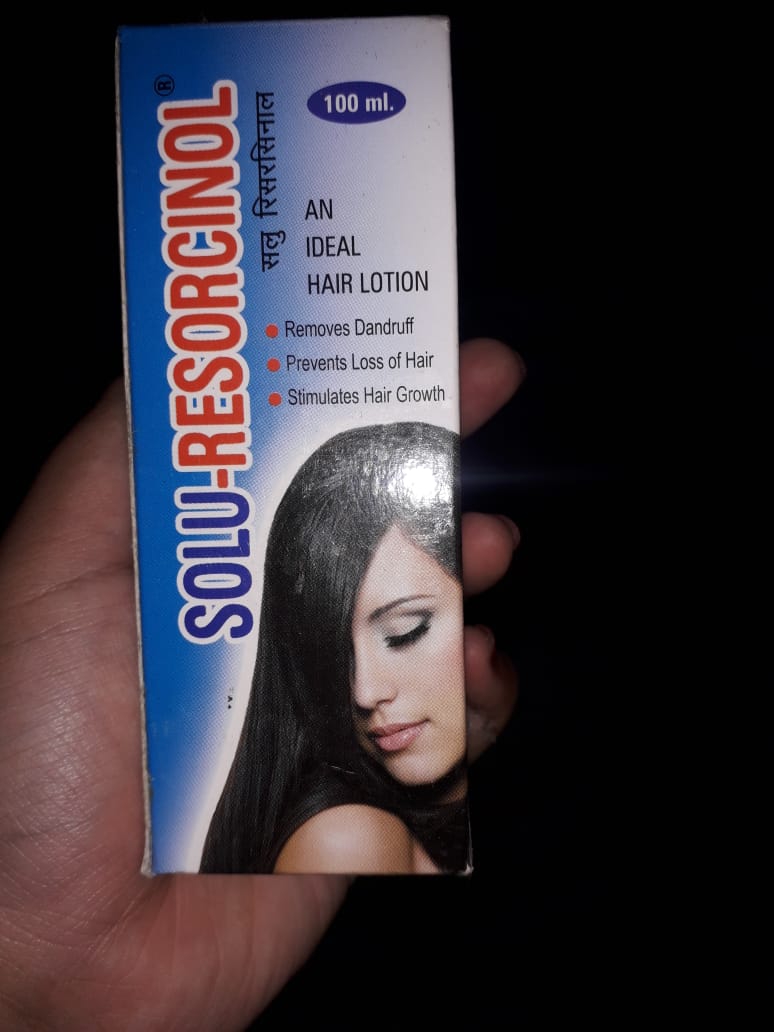 SOLU-RESORCINOL®
सलु रिसरसिनाल
100 ml.
AN
IDEAL
HAIR LOTION
Removes Dandruff
Prevents Loss of Hair
Stimulates Hair Growth